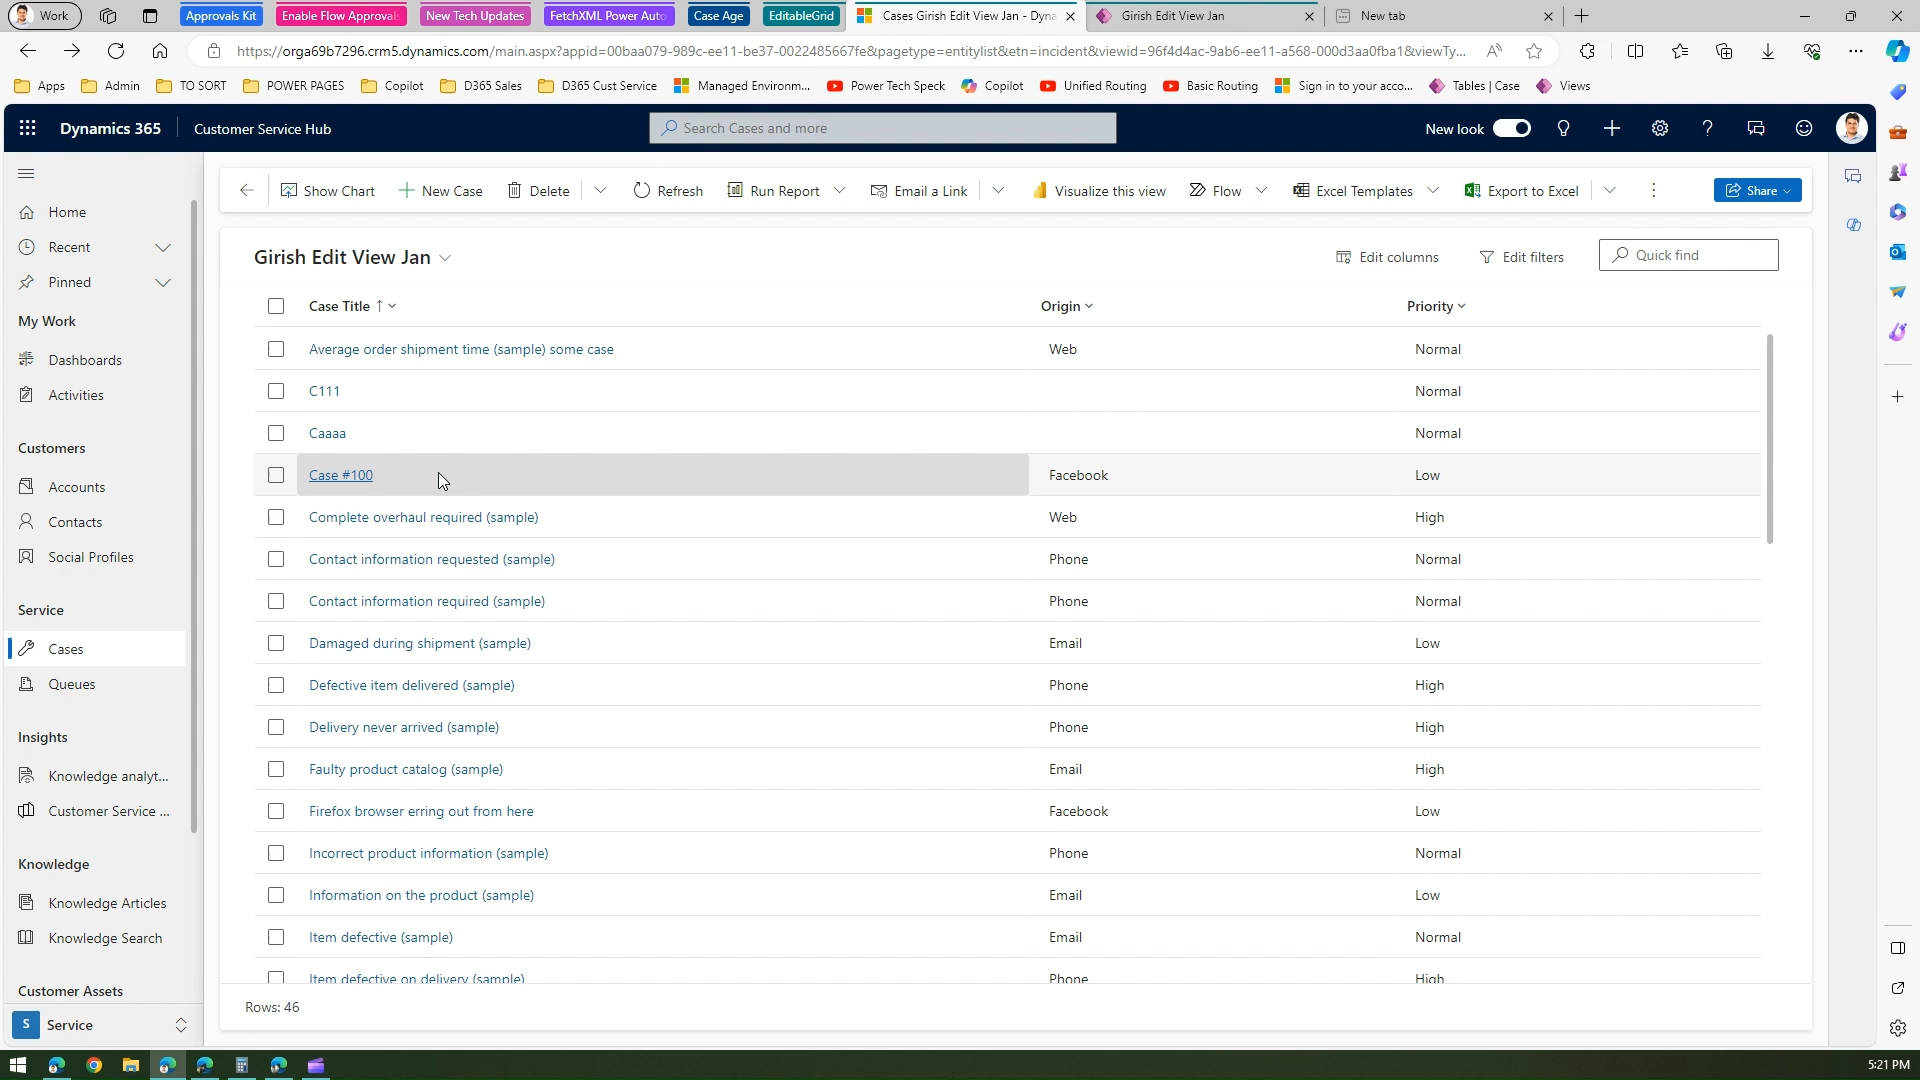 Work
Approvals Kit
Enable Flow Approvals
New Tech Updates
FetchXML Power Auto
Case Age
EditableGrid
Cases Girish Edit View Jan - Dyna
Girish Edit View Jan
New tab
https://orga69b7296.crm5.dynamics.com/main.aspx?appid=00baa079-989c-ee11-be37-0022485667fe&pagetype=entitylist&etn=incident&viewid=96f4d4ac-9ab6-ee11-a568-000d3aa0fba1&viewTy...
Apps
Admin
TO SORT
POWER PAGES
Copilot
D365 Sales
D365 Cust Service
Managed Environm...
Power Tech Speck
Copilot
Unified Routing
Basic Routing
Sign in to your acco...
Tables | Case
Views
Dynamics 365
Customer Service Hub
Search Cases and more
New look
Show Chart
New Case
Delete
Refresh
Run Report
Email a Link
Visualize this view
Flow
Excel Templates
Export to Excel
Share
Home
Recent
Pinned
My Work
Dashboards
Activities
Customers
Accounts
Contacts
Social Profiles
Service
Cases
Queues
Insights
Knowledge analyt...
Customer Service ...
Knowledge
Knowledge Articles
Knowledge Search
Customer Assets
S Service
Girish Edit View Jan
Edit columns
Edit filters
Quick find
Case Title ↑ Origin Priority
Average order shipment time (sample) some case Web Normal
C111 Normal
Caaaa Normal
Case #100 Facebook Low
Complete overhaul required (sample) Web High
Contact information requested (sample) Phone Normal
Contact information required (sample) Phone Normal
Damaged during shipment (sample) Email Low
Defective item delivered (sample) Phone High
Delivery never arrived (sample) Phone High
Faulty product catalog (sample) Email High
Firefox browser erring out from here Facebook Low
Incorrect product information (sample) Phone Normal
Information on the product (sample) Email Low
Item defective (sample) Email Normal
Item defective on delivery (sample) Phone High
Rows: 46
5:21 PM